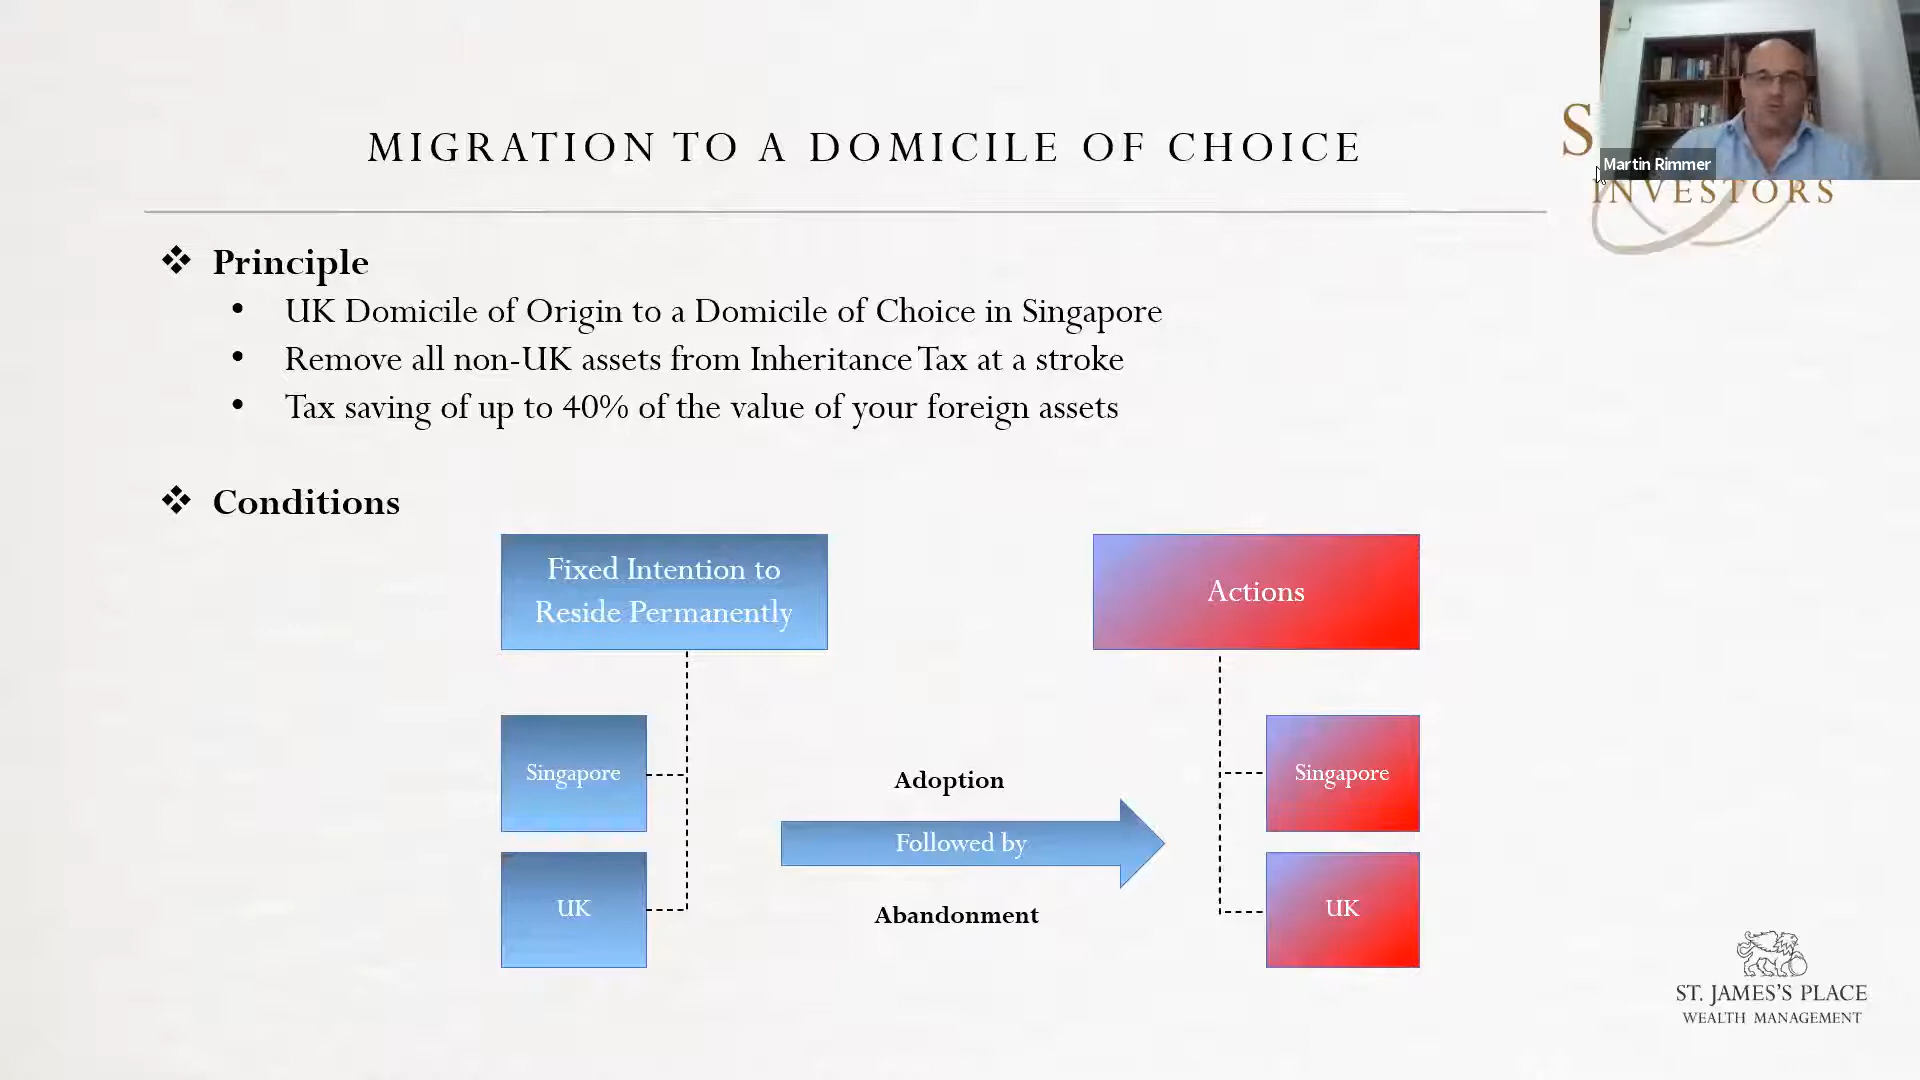 MIGRATION TO A DOMICILE OF CHOICE
S
Martin Rimmer
INVESTORS
Principle
• UK Domicile of Origin to a Domicile of Choice in Singapore
• Remove all non-UK assets from Inheritance Tax at a stroke
• Tax saving of up to 40% of the value of your foreign assets
Conditions
Fixed Intention to
Reside Permanently
Actions
Singapore
Adoption
Singapore
Followed by
UK
Abandonment
UK
ST. JAMES'S PLACE
WEALTH MANAGEMENT